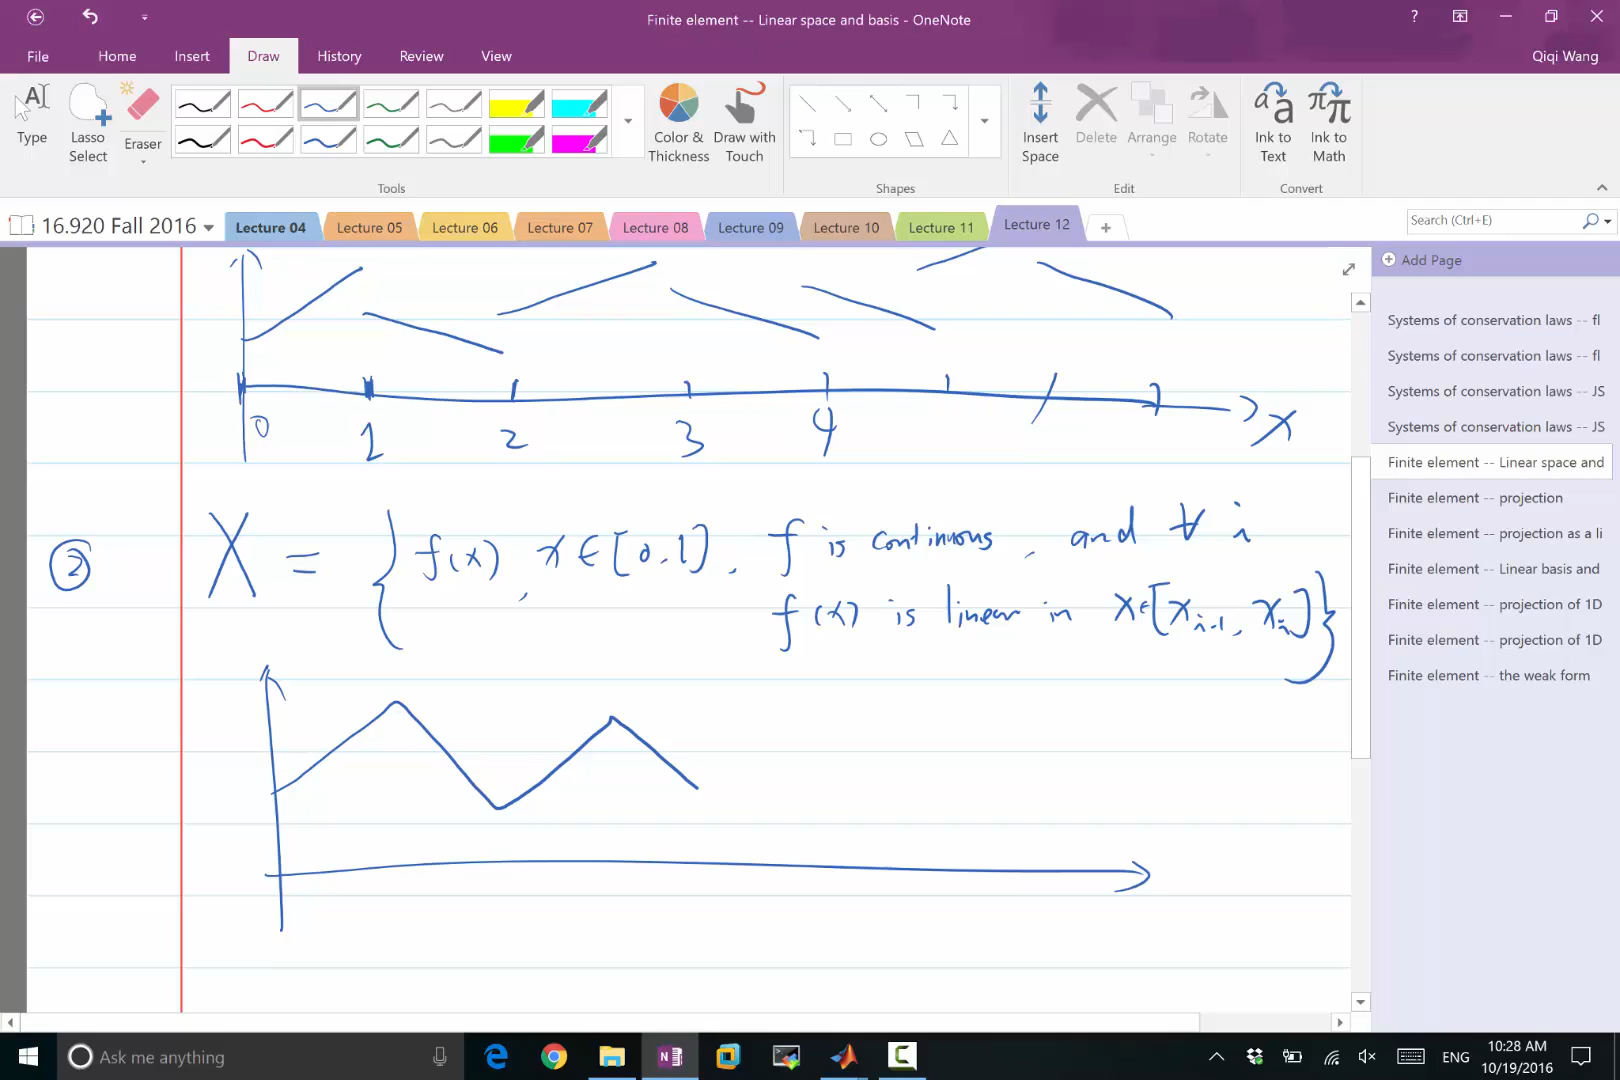 Finite element -- Linear space and basis - OneNote
?
File Home Insert Draw History Review View
Qiqi Wang
Type
Lasso Select
Eraser
Color & Thickness
Draw with Touch
Insert Space
Delete
Arrange
Rotate
Ink to Text
Ink to Math
Tools
Shapes
Edit
Convert
16.920 Fall 2016
Lecture 04 Lecture 05 Lecture 06 Lecture 07 Lecture 08 Lecture 09 Lecture 10 Lecture 11 Lecture 12
Search (Ctrl+E)
Add Page
Systems of conservation laws -- fl
Systems of conservation laws -- fl
Systems of conservation laws -- JS
Systems of conservation laws -- JS
Finite element -- Linear space and
Finite element -- projection
Finite element -- projection as a li
Finite element -- Linear basis and
Finite element -- projection of 1D
Finite element -- projection of 1D
Finite element -- the weak form
0 1 2 3 4 x
② X = { f(x), x ∈ [0,1], f is continuous, and ∀ i
f(x) is linear in x∈[x_{i-1}, x_i] }
Ask me anything
ENG
10:28 AM
10/19/2016